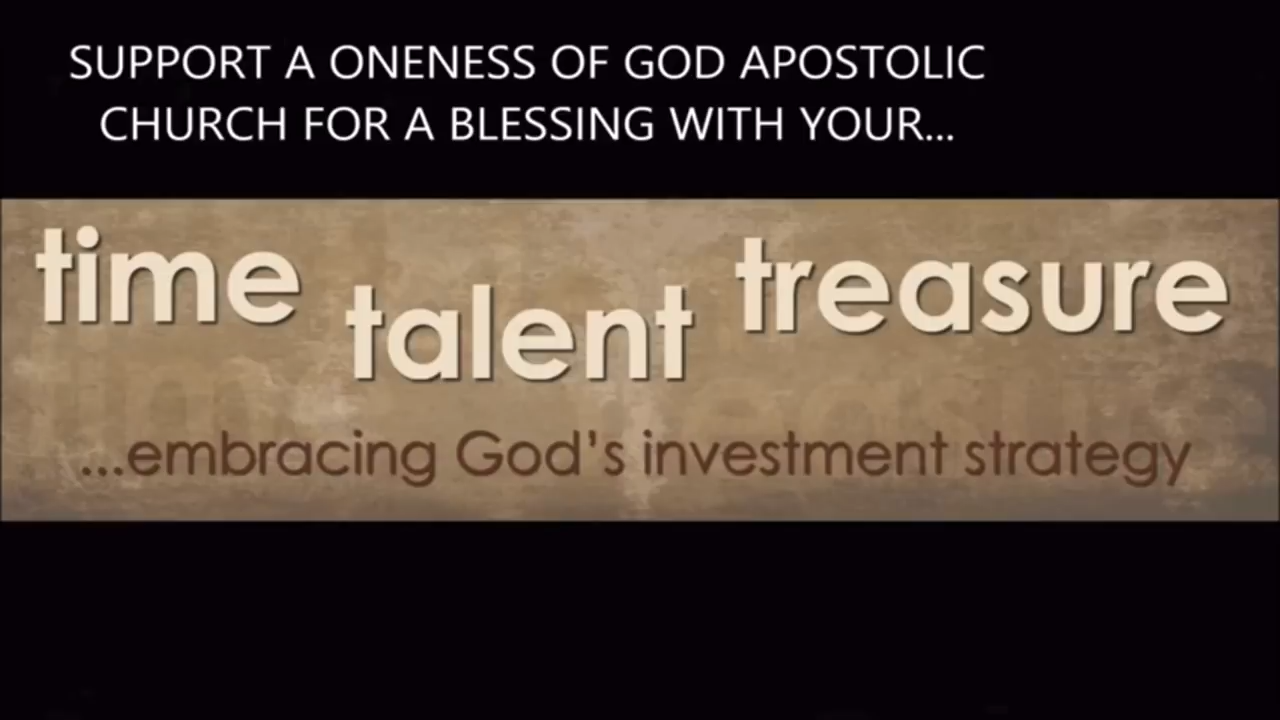 SUPPORT A ONENESS OF GOD APOSTOLIC
CHURCH FOR A BLESSING WITH YOUR...
time talent treasure
...embracing God's investment strategy